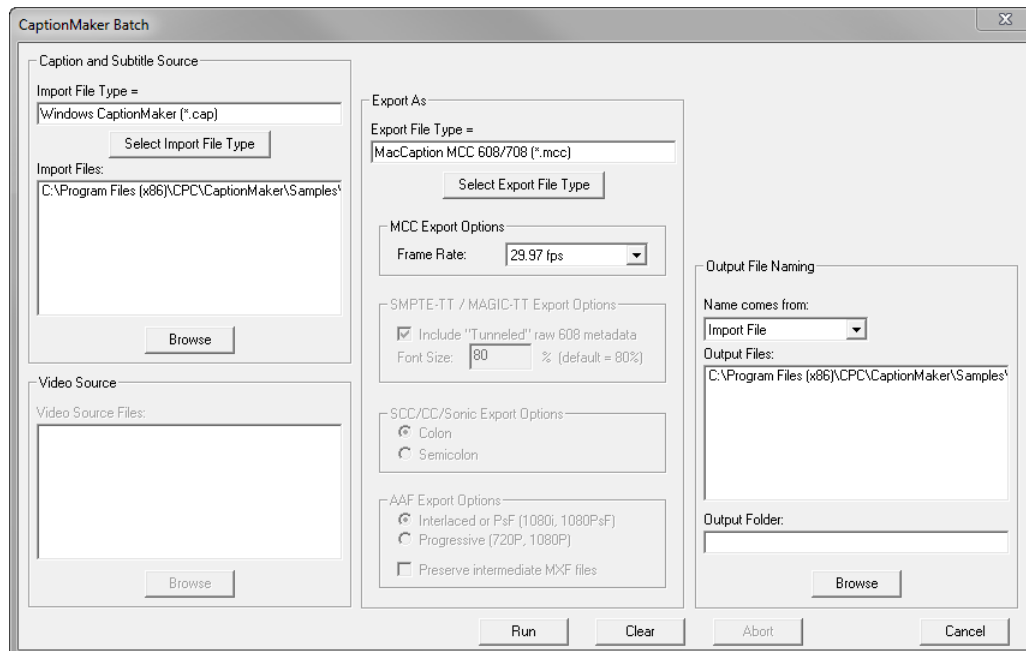 CaptionMaker Batch
Caption and Subtitle Source
Import File Type =
Windows CaptionMaker (*.cap)
Select Import File Type
Import Files:
C:\Program Files (x86)\CPC\CaptionMaker\Samples\
Browse
Video Source
Video Source Files:
Browse
Export As
Export File Type =
MacCaption MCC 608/708 (*.mcc)
Select Export File Type
MCC Export Options
Frame Rate:
29.97 fps
SMPTE-TT / MAGIC-TT Export Options
Include "Tunneled" raw 608 metadata
Font Size: 80 % (default = 80%)
SCC/CC/Sonic Export Options
Colon
Semicolon
AAF Export Options
Interlaced or PsF (1080i, 1080PsF)
Progressive (720P, 1080P)
Preserve intermediate MXF files
Output File Naming
Name comes from:
Import File
Output Files:
C:\Program Files (x86)\CPC\CaptionMaker\Samples\
Output Folder:
Browse
Run
Clear
Abort
Cancel